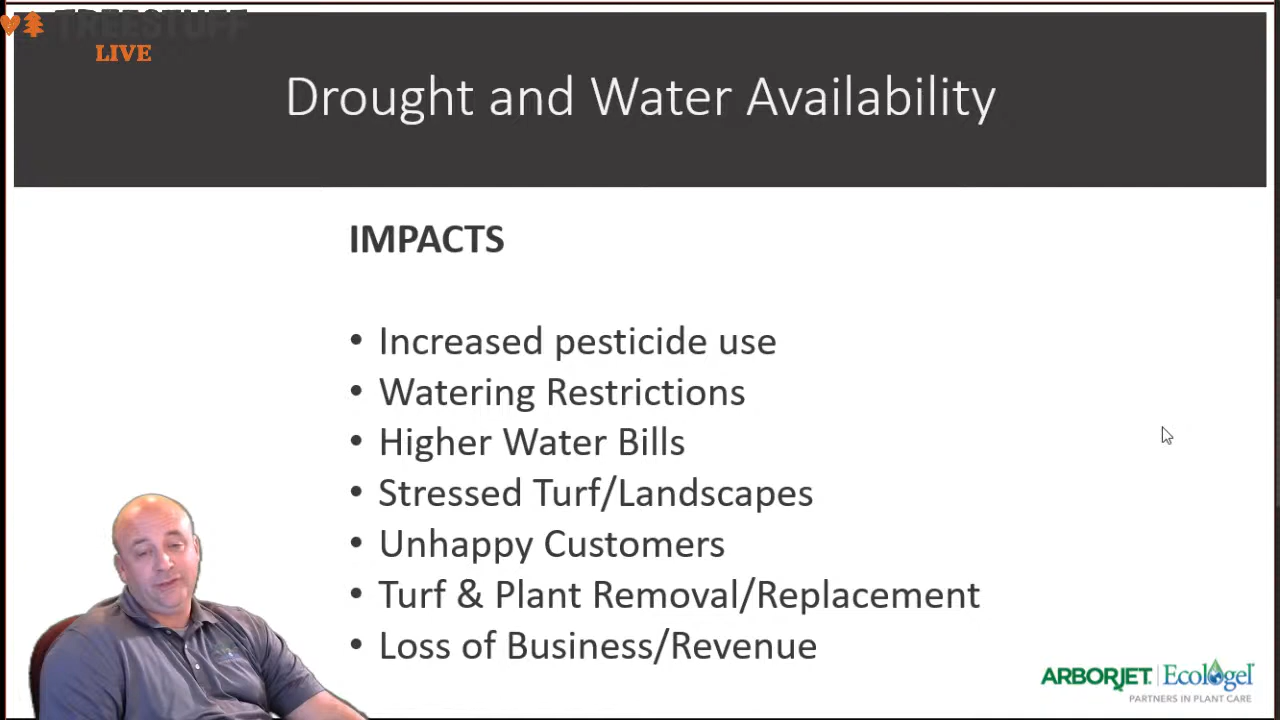 TREESTUFF
LIVE
Drought and Water Availability
IMPACTS
• Increased pesticide use
• Watering Restrictions
• Higher Water Bills
• Stressed Turf/Landscapes
• Unhappy Customers
• Turf & Plant Removal/Replacement
• Loss of Business/Revenue
ARBORJET | Ecologel
PARTNERS IN PLANT CARE